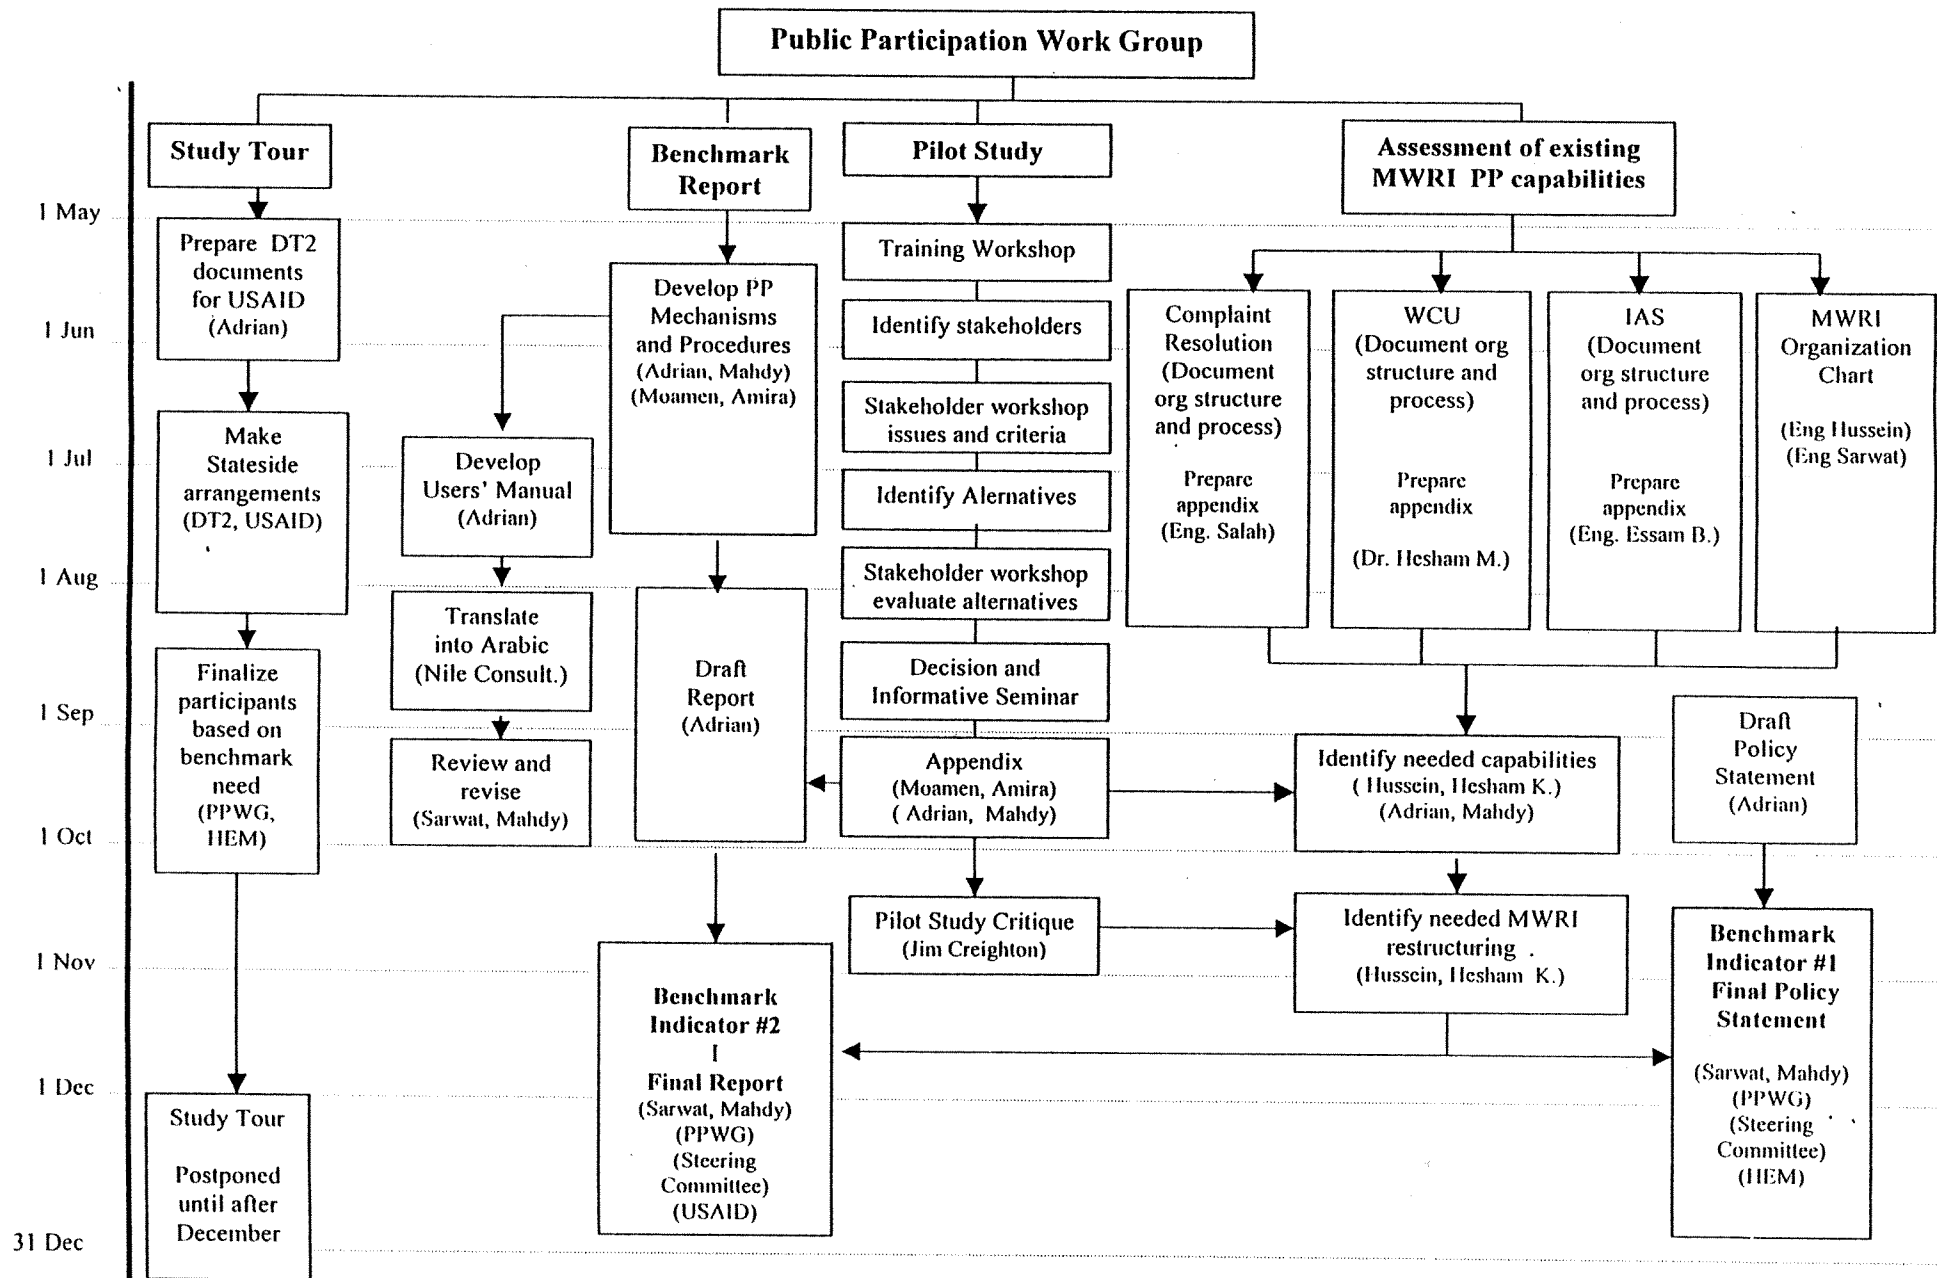 Public Participation Work Group
Study Tour
Benchmark
Report
Pilot Study
Assessment of existing
MWRI PP capabilities
1 May
1 Jun
1 Jul
1 Aug
1 Sep
1 Oct
1 Nov
1 Dec
31 Dec
Prepare DT2
documents
for USAID
(Adrian)
Make
Stateside
arrangements
(DT2, USAID)
Finalize
participants
based on
benchmark
need
(PPWG,
HEM)
Study Tour
Postponed
until after
December
Develop PP
Mechanisms
and Procedures
(Adrian, Mahdy)
(Moamen, Amira)
Develop
Users' Manual
(Adrian)
Translate
into Arabic
(Nile Consult.)
Review and
revise
(Sarwat, Mahdy)
Draft
Report
(Adrian)
Benchmark
Indicator #2
I
Final Report
(Sarwat, Mahdy)
(PPWG)
(Steering
Committee)
(USAID)
Training Workshop
Identify stakeholders
Stakeholder workshop
issues and criteria
Identify Alernatives
Stakeholder workshop
evaluate alternatives
Decision and
Informative Seminar
Appendix
(Moamen, Amira)
( Adrian, Mahdy)
Pilot Study Critique
(Jim Creighton)
Complaint
Resolution
(Document
org structure
and process)
Prepare
appendix
(Eng. Salah)
WCU
(Document org
structure and
process)
Prepare
appendix
(Dr. Hesham M.)
IAS
(Document
org structure
and process)
Prepare
appendix
(Eng. Essam B.)
MWRI
Organization
Chart
(Eng Hussein)
(Eng Sarwat)
Identify needed capabilities
( Hussein, Hesham K.)
(Adrian, Mahdy)
Identify needed MWRI
restructuring .
(Hussein, Hesham K.)
Draft
Policy
Statement
(Adrian)
Benchmark
Indicator #1
Final Policy
Statement
(Sarwat, Mahdy)
(PPWG)
(Steering
Committee)
(HEM)